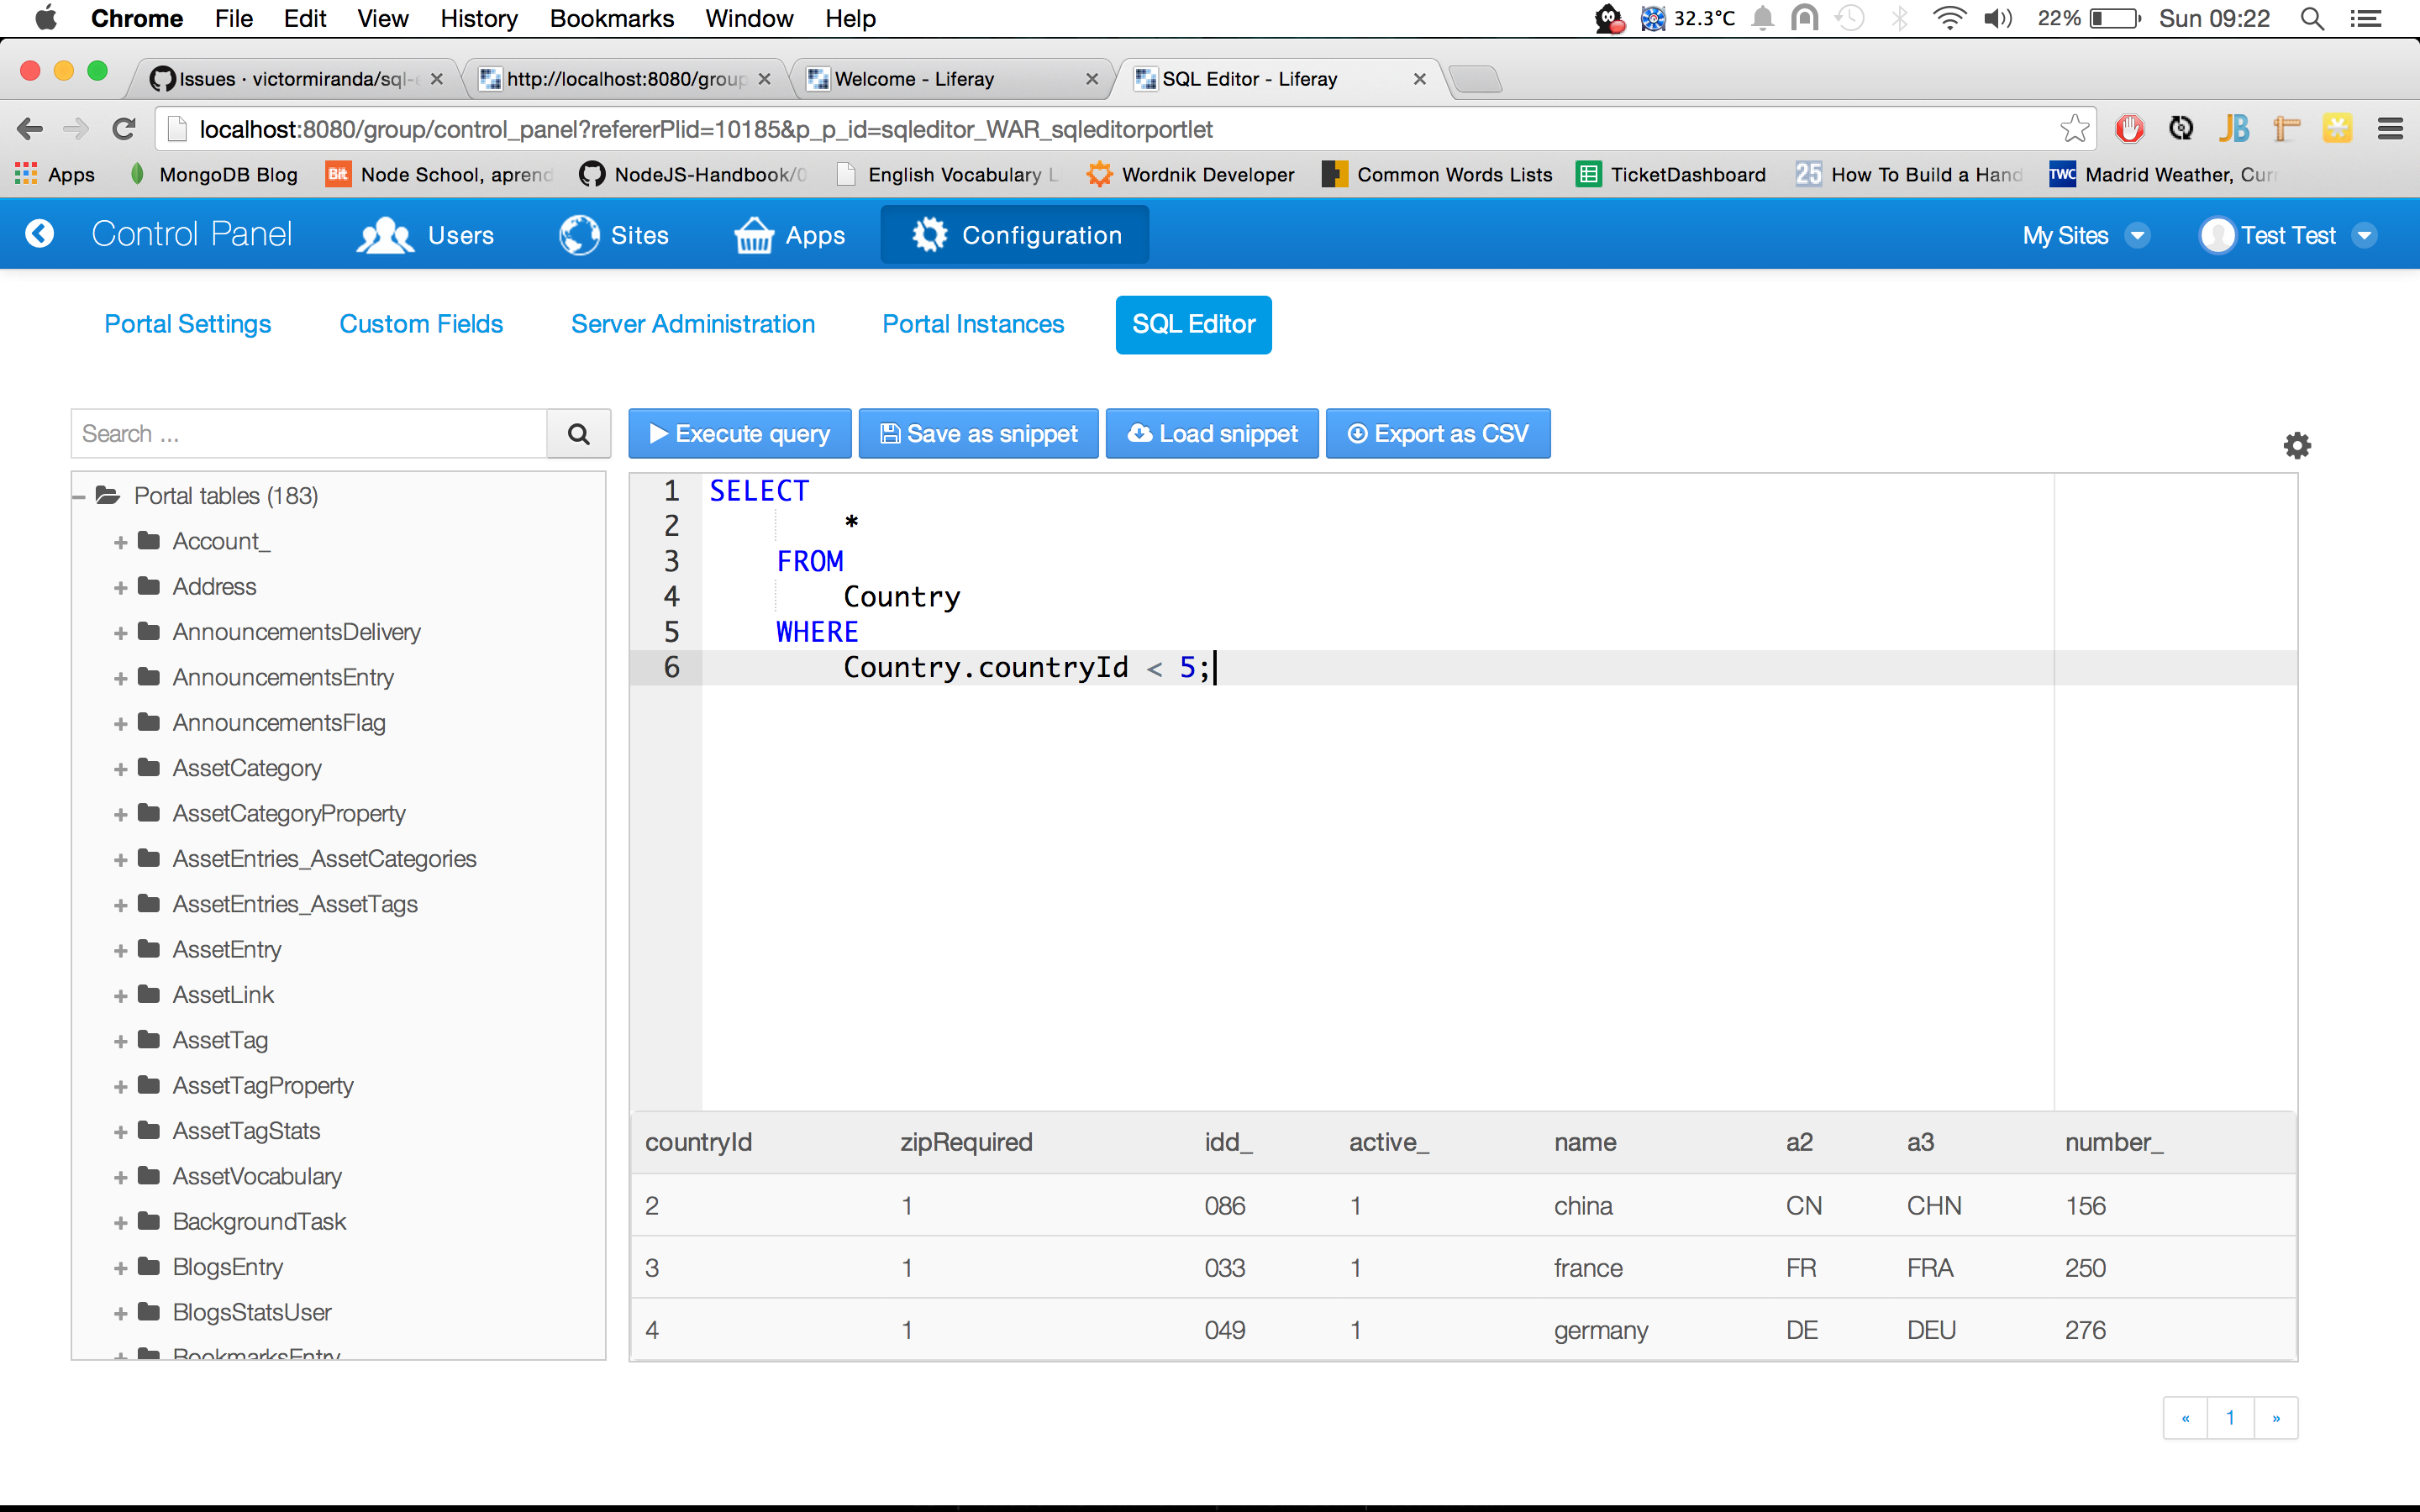 Chrome File Edit View History Bookmarks Window Help 32.3°C 22% Sun 09:22
Issues · victormiranda/sql-e http://localhost:8080/group Welcome - Liferay SQL Editor - Liferay
localhost:8080/group/control_panel?refererPlid=10185&p_p_id=sqleditor_WAR_sqleditorportlet JB
Apps MongoDB Blog Bit Node School, aprend NodeJS-Handbook/0 English Vocabulary L Wordnik Developer Common Words Lists TicketDashboard 25 How To Build a Hand TWC Madrid Weather, Curr
Control Panel Users Sites Apps Configuration My Sites Test Test
Portal Settings Custom Fields Server Administration Portal Instances SQL Editor
Search ... Execute query Save as snippet Load snippet Export as CSV
Portal tables (183)
Account_
Address
AnnouncementsDelivery
AnnouncementsEntry
AnnouncementsFlag
AssetCategory
AssetCategoryProperty
AssetEntries_AssetCategories
AssetEntries_AssetTags
AssetEntry
AssetLink
AssetTag
AssetTagProperty
AssetTagStats
AssetVocabulary
BackgroundTask
BlogsEntry
BlogsStatsUser
BookmarksEntry
1 SELECT
2 *
3 FROM
4 Country
5 WHERE
6 Country.countryId < 5;
countryId zipRequired idd_ active_ name a2 a3 number_
2 1 086 1 china CN CHN 156
3 1 033 1 france FR FRA 250
4 1 049 1 germany DE DEU 276
« 1 »